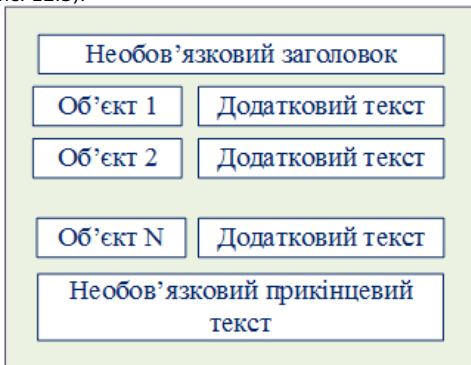 Необов’язковий заголовок
Об’єкт 1 Додатковий текст
Об’єкт 2 Додатковий текст
Об’єкт N Додатковий текст
Необов’язковий прикінцевий
текст